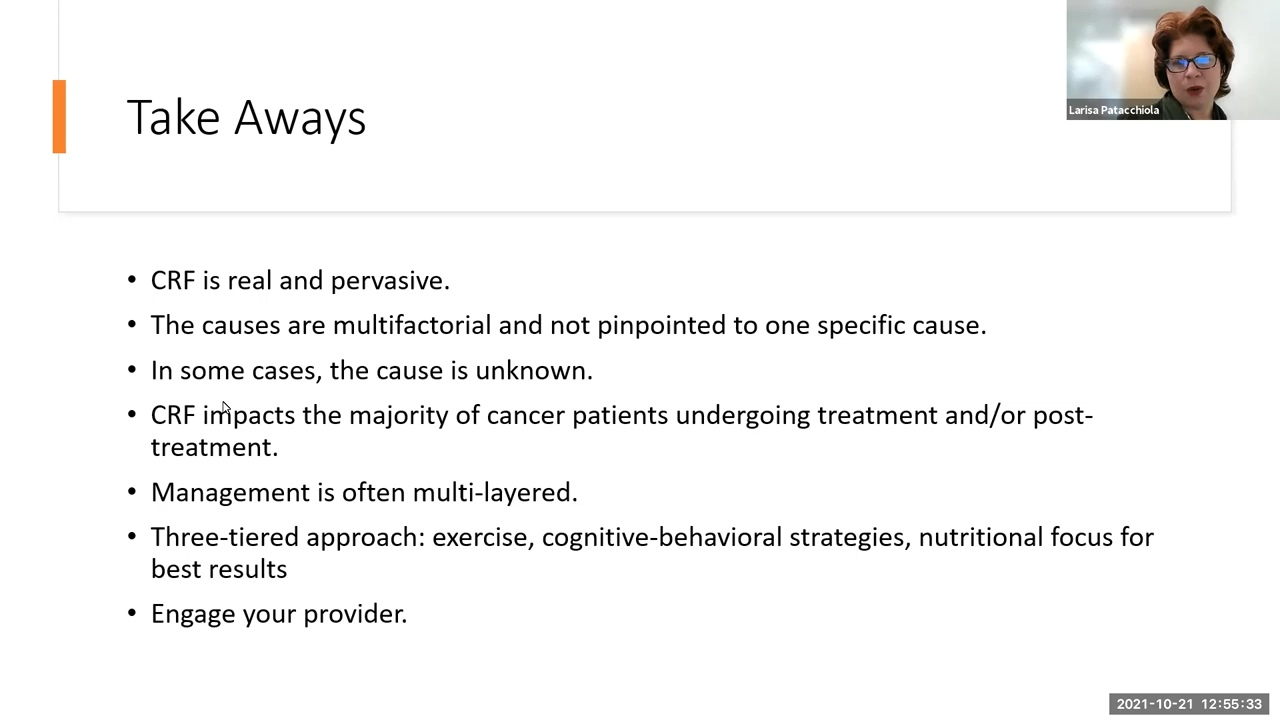 Larisa Patacchiola
Take Aways
• CRF is real and pervasive.
• The causes are multifactorial and not pinpointed to one specific cause.
• In some cases, the cause is unknown.
• CRF impacts the majority of cancer patients undergoing treatment and/or post-
treatment.
• Management is often multi-layered.
• Three-tiered approach: exercise, cognitive-behavioral strategies, nutritional focus for
best results
• Engage your provider.
2021-10-21 12:55:33